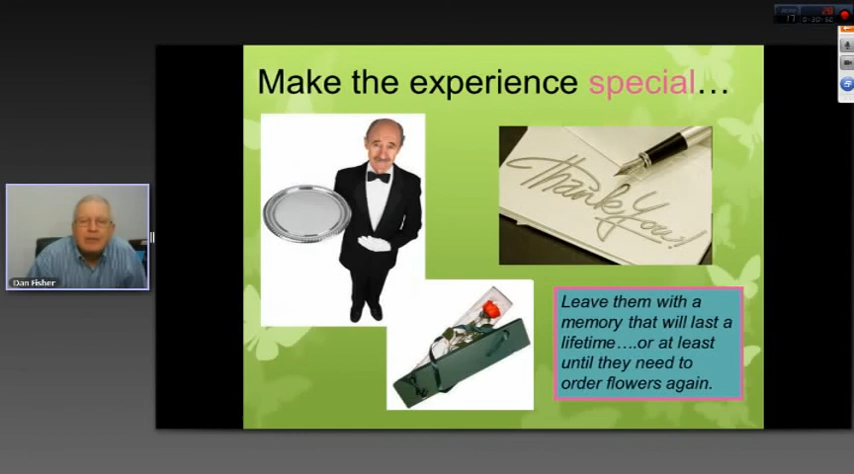 Make the experience special…
Thank You!
Dan Fisher
Leave them with a
memory that will last a
lifetime….or at least
until they need to
order flowers again.